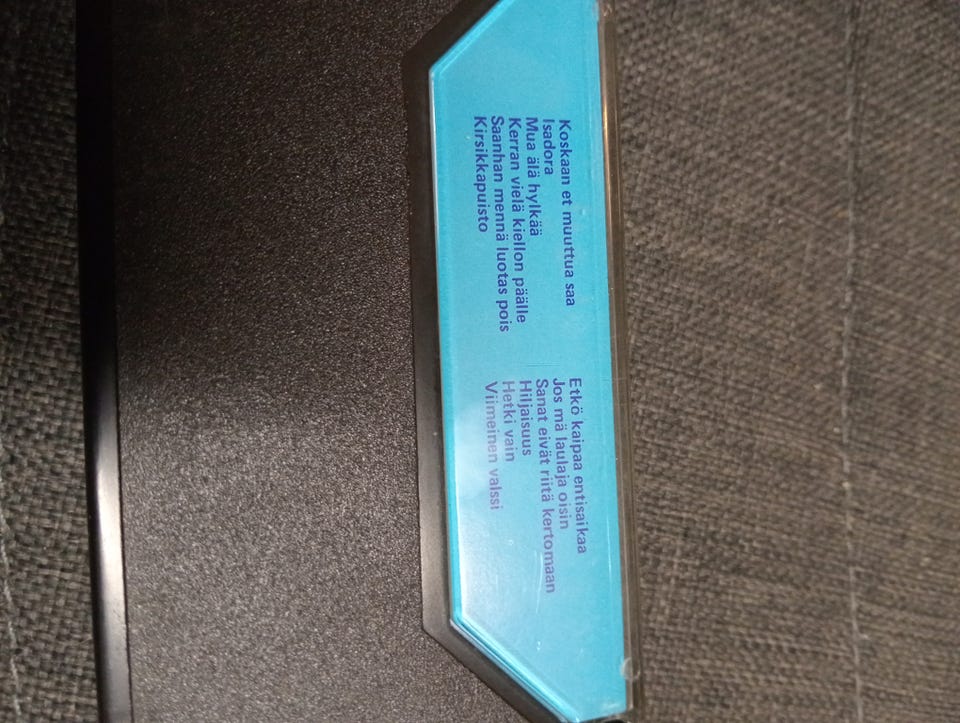 Koskaan et muuttua saa
Isadora
Mua älä hylkää
Kerran vielä kiellon päälle
Saanhan mennä luotas pois
Kirsikkapuisto
Etkö kaipaa entisaikaa
Jos mä laulaja oisin
Sanat eivät riitä kertomaan
Hiljaisuus
Hetki vain
Viimeinen valssi